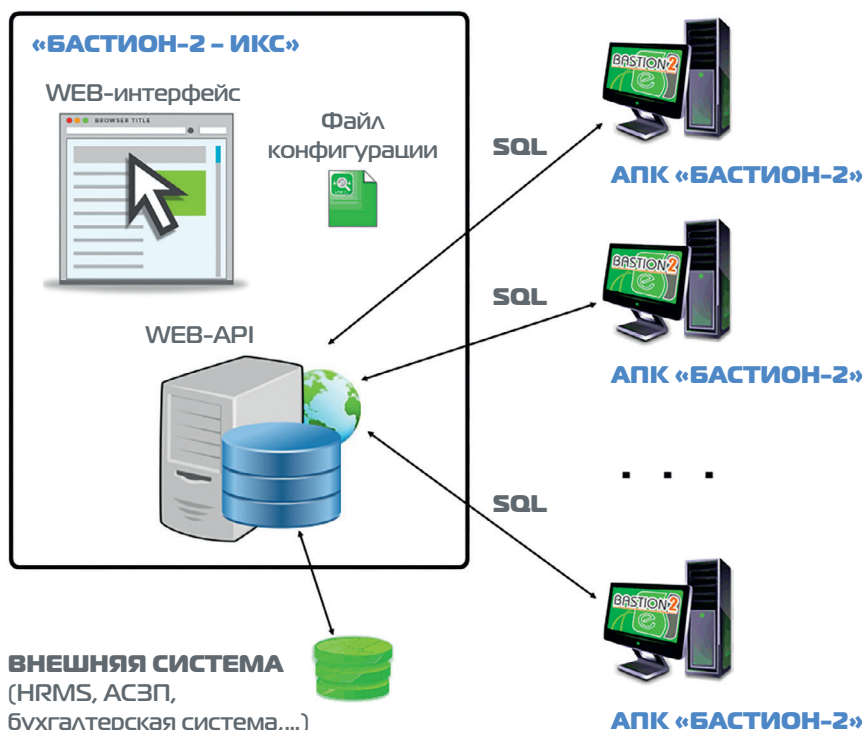 «БАСТИОН-2 – ИКС»
WEB-интерфейс
BROWSER TITLE
Файл
конфигурации
WEB-API
SQL
BASTION2
АПК «БАСТИОН-2»
SQL
BASTION2
АПК «БАСТИОН-2»
. . .
SQL
BASTION2
АПК «БАСТИОН-2»
ВНЕШНЯЯ СИСТЕМА
(HRMS, АСЗП,
бухгалтерская система,...)